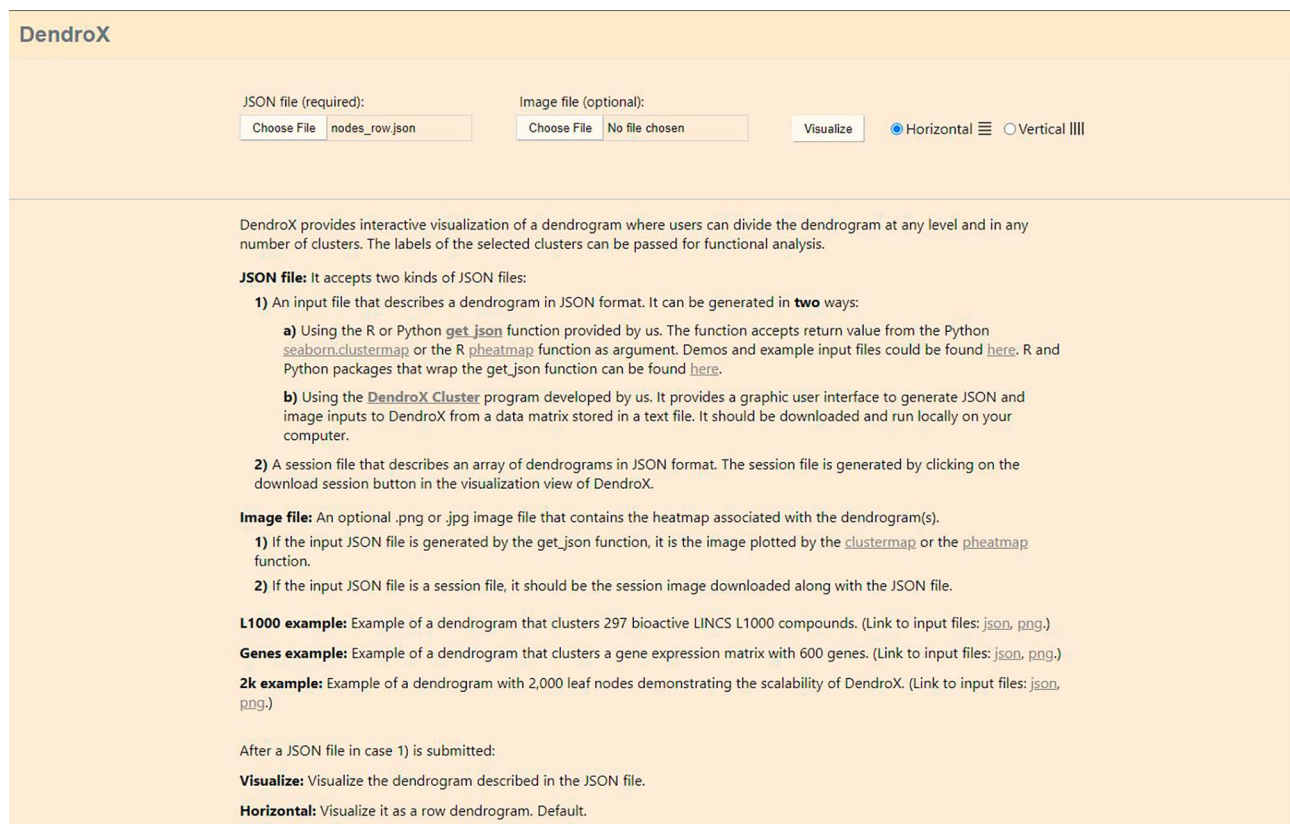 DendroX
JSON file (required):
Image file (optional):
Choose File nodes_row.json
Choose File No file chosen
Visualize
Horizontal
Vertical
DendroX provides interactive visualization of a dendrogram where users can divide the dendrogram at any level and in any
number of clusters. The labels of the selected clusters can be passed for functional analysis.
JSON file: It accepts two kinds of JSON files:
1) An input file that describes a dendrogram in JSON format. It can be generated in two ways:
a) Using the R or Python get_json function provided by us. The function accepts return value from the Python
seaborn.clustermap or the R pheatmap function as argument. Demos and example input files could be found here. R and
Python packages that wrap the get_json function can be found here.
b) Using the DendroX Cluster program developed by us. It provides a graphic user interface to generate JSON and
image inputs to DendroX from a data matrix stored in a text file. It should be downloaded and run locally on your
computer.
2) A session file that describes an array of dendrograms in JSON format. The session file is generated by clicking on the
download session button in the visualization view of DendroX.
Image file: An optional .png or .jpg image file that contains the heatmap associated with the dendrogram(s).
1) If the input JSON file is generated by the get_json function, it is the image plotted by the clustermap or the pheatmap
function.
2) If the input JSON file is a session file, it should be the session image downloaded along with the JSON file.
L1000 example: Example of a dendrogram that clusters 297 bioactive LINCS L1000 compounds. (Link to input files: json, png.)
Genes example: Example of a dendrogram that clusters a gene expression matrix with 600 genes. (Link to input files: json, png.)
2k example: Example of a dendrogram with 2,000 leaf nodes demonstrating the scalability of DendroX. (Link to input files: json,
png.)
After a JSON file in case 1) is submitted:
Visualize: Visualize the dendrogram described in the JSON file.
Horizontal: Visualize it as a row dendrogram. Default.